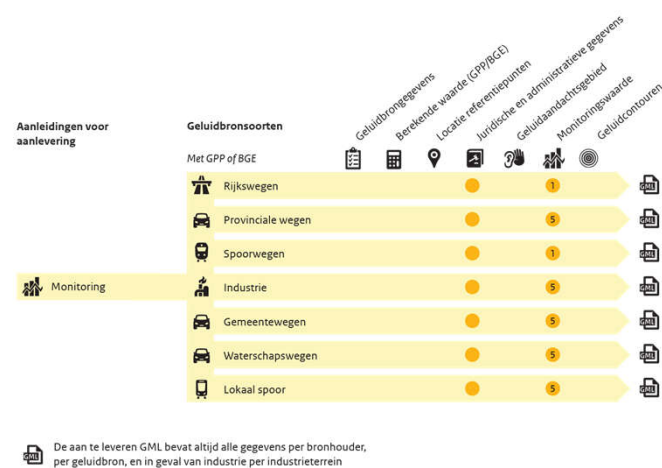 Geluidbrongegevens
Berekende waarde (GPP/BGE)
Locatie referentiepunten
Juridische en administratieve gegevens
Geluidaandachtsgebied
Monitoringswaarde
Geluidcontouren
Aanleidingen voor
aanlevering
Geluidbronsoorten
Met GPP of BGE
Rijkswegen 1 GML
Provinciale wegen 5 GML
Spoorwegen 1 GML
Monitoring Industrie 5 GML
Gemeentewegen 5 GML
Waterschapswegen 5 GML
Lokaal spoor 5 GML
GML De aan te leveren GML bevat altijd alle gegevens per bronhouder,
per geluidbron, en in geval van industrie per industrieterrein